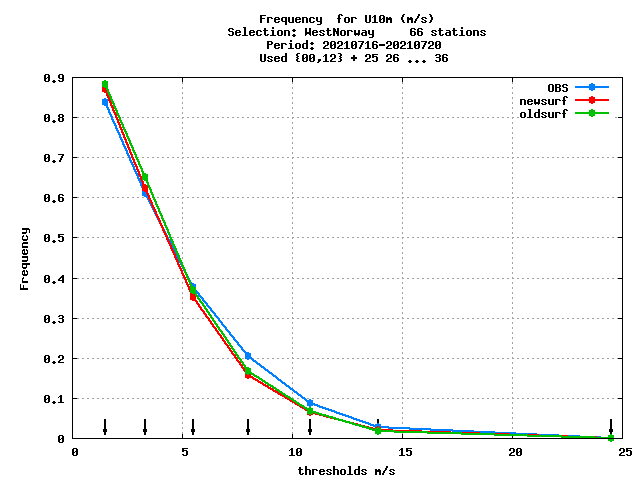 Frequency  for U10m (m/s)
Selection: WestNorway     66 stations
Period: 20210716-20210720
Used {00,12} + 25 26 ... 36
OBS
newsurf
oldsurf
0.9
0.8
0.7
0.6
0.5
0.4
0.3
0.2
0.1
0
Frequency
0 5 10 15 20 25
thresholds m/s